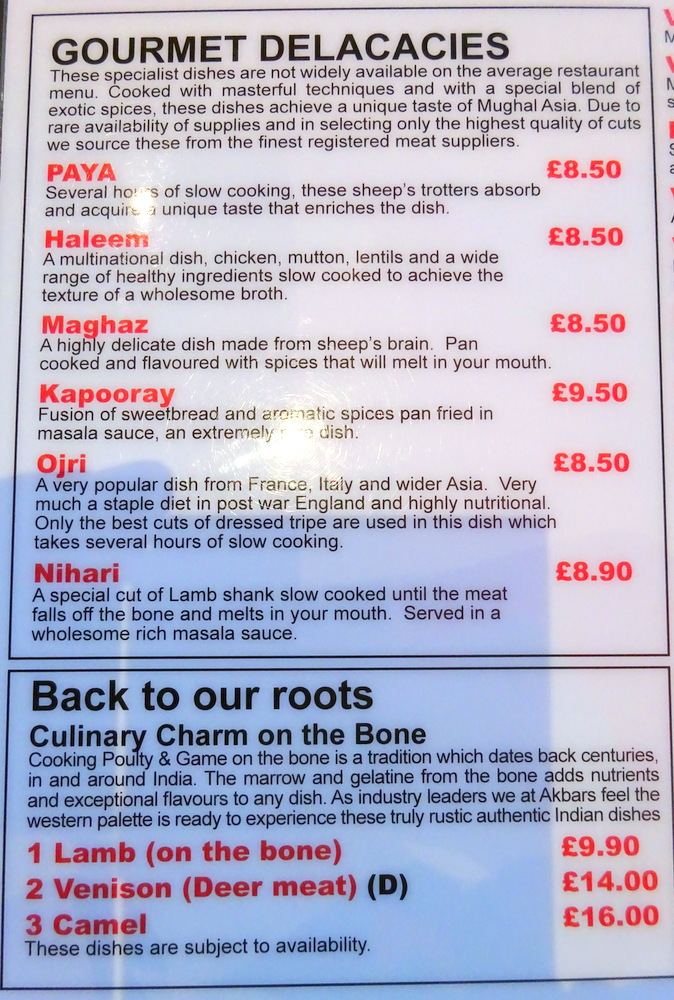 GOURMET DELACACIES
These specialist dishes are not widely available on the average restaurant
menu. Cooked with masterful techniques and with a special blend of
exotic spices, these dishes achieve a unique taste of Mughal Asia. Due to
rare availability of supplies and in selecting only the highest quality of cuts
we source these from the finest registered meat suppliers.
PAYA £8.50
Several hours of slow cooking, these sheep's trotters absorb
and acquire a unique taste that enriches the dish.
Haleem £8.50
A multinational dish, chicken, mutton, lentils and a wide
range of healthy ingredients slow cooked to achieve the
texture of a wholesome broth.
Maghaz £8.50
A highly delicate dish made from sheep's brain. Pan
cooked and flavoured with spices that will melt in your mouth.
Kapooray £9.50
Fusion of sweetbread and aromatic spices pan fried in
masala sauce, an extremely dish.
Ojri £8.50
A very popular dish from France, Italy and wider Asia. Very
much a staple diet in post war England and highly nutritional.
Only the best cuts of dressed tripe are used in this dish which
takes several hours of slow cooking.
Nihari £8.90
A special cut of Lamb shank slow cooked until the meat
falls off the bone and melts in your mouth. Served in a
wholesome rich masala sauce.
Back to our roots
Culinary Charm on the Bone
Cooking Poulty & Game on the bone is a tradition which dates back centuries,
in and around India. The marrow and gelatine from the bone adds nutrients
and exceptional flavours to any dish. As industry leaders we at Akbars feel the
western palette is ready to experience these truly rustic authentic Indian dishes
1 Lamb (on the bone) £9.90
2 Venison (Deer meat) (D) £14.00
3 Camel £16.00
These dishes are subject to availability.